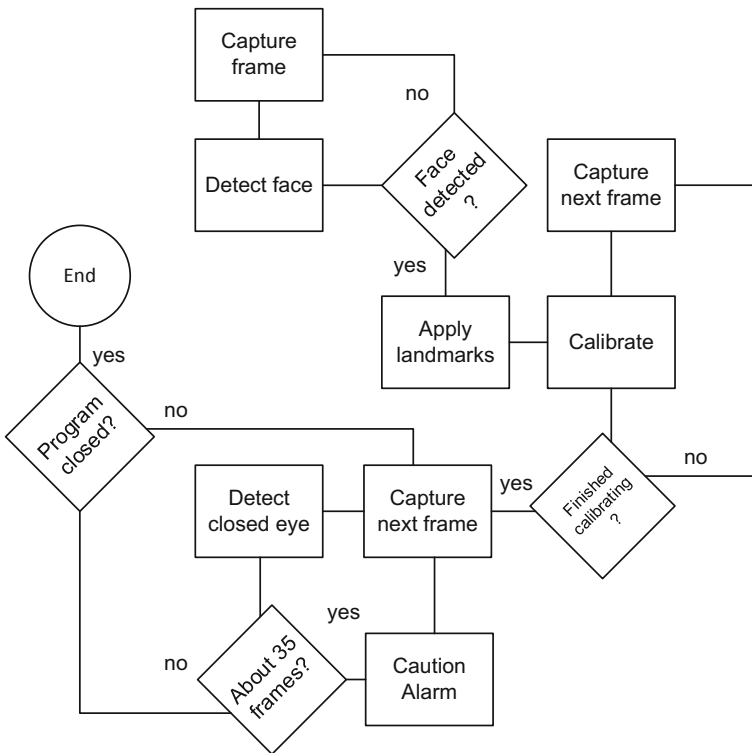 Capture
frame
no
Detect face
Face
detected
?
Capture
next frame
yes
End
Apply
landmarks
Calibrate
yes
Program
closed?
no
Detect
closed eye
Capture
next frame
yes
Finished
calibrating
?
no
yes
no
About 35
frames?
Caution
Alarm